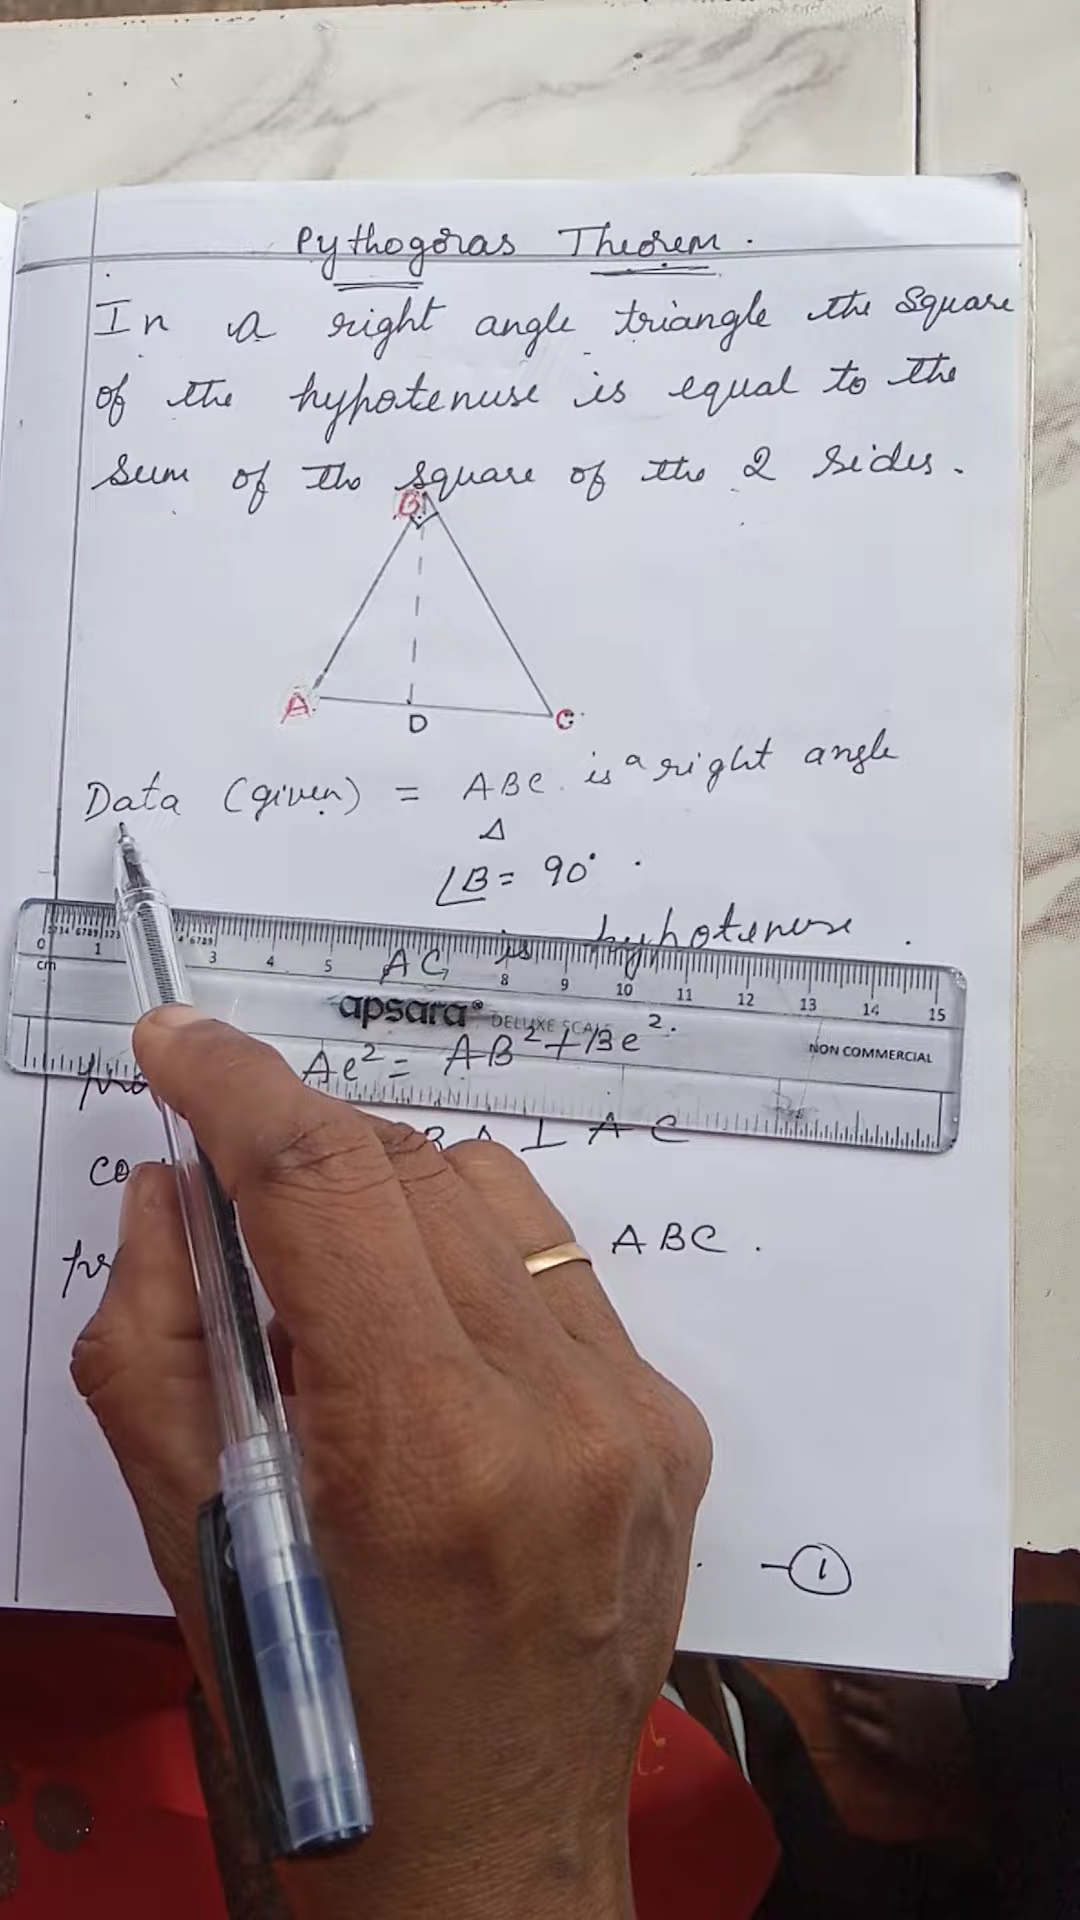 Pythogoras Theorem.
In a right angle triangle the square
of the hypotenuse is equal to the
sum of the square of the 2 sides.
B
A
D
C
Data (given) = ABC is a right angle
Δ
∠B = 90°
AC is hypotenuse.
0 1 3 4 5 8 9 10 11 12 13 14 15
cm
apsara® DELUXE SCALE
NON COMMERCIAL
Ac² = AB² + Bc².
⊥ AC
ABC.
- 1